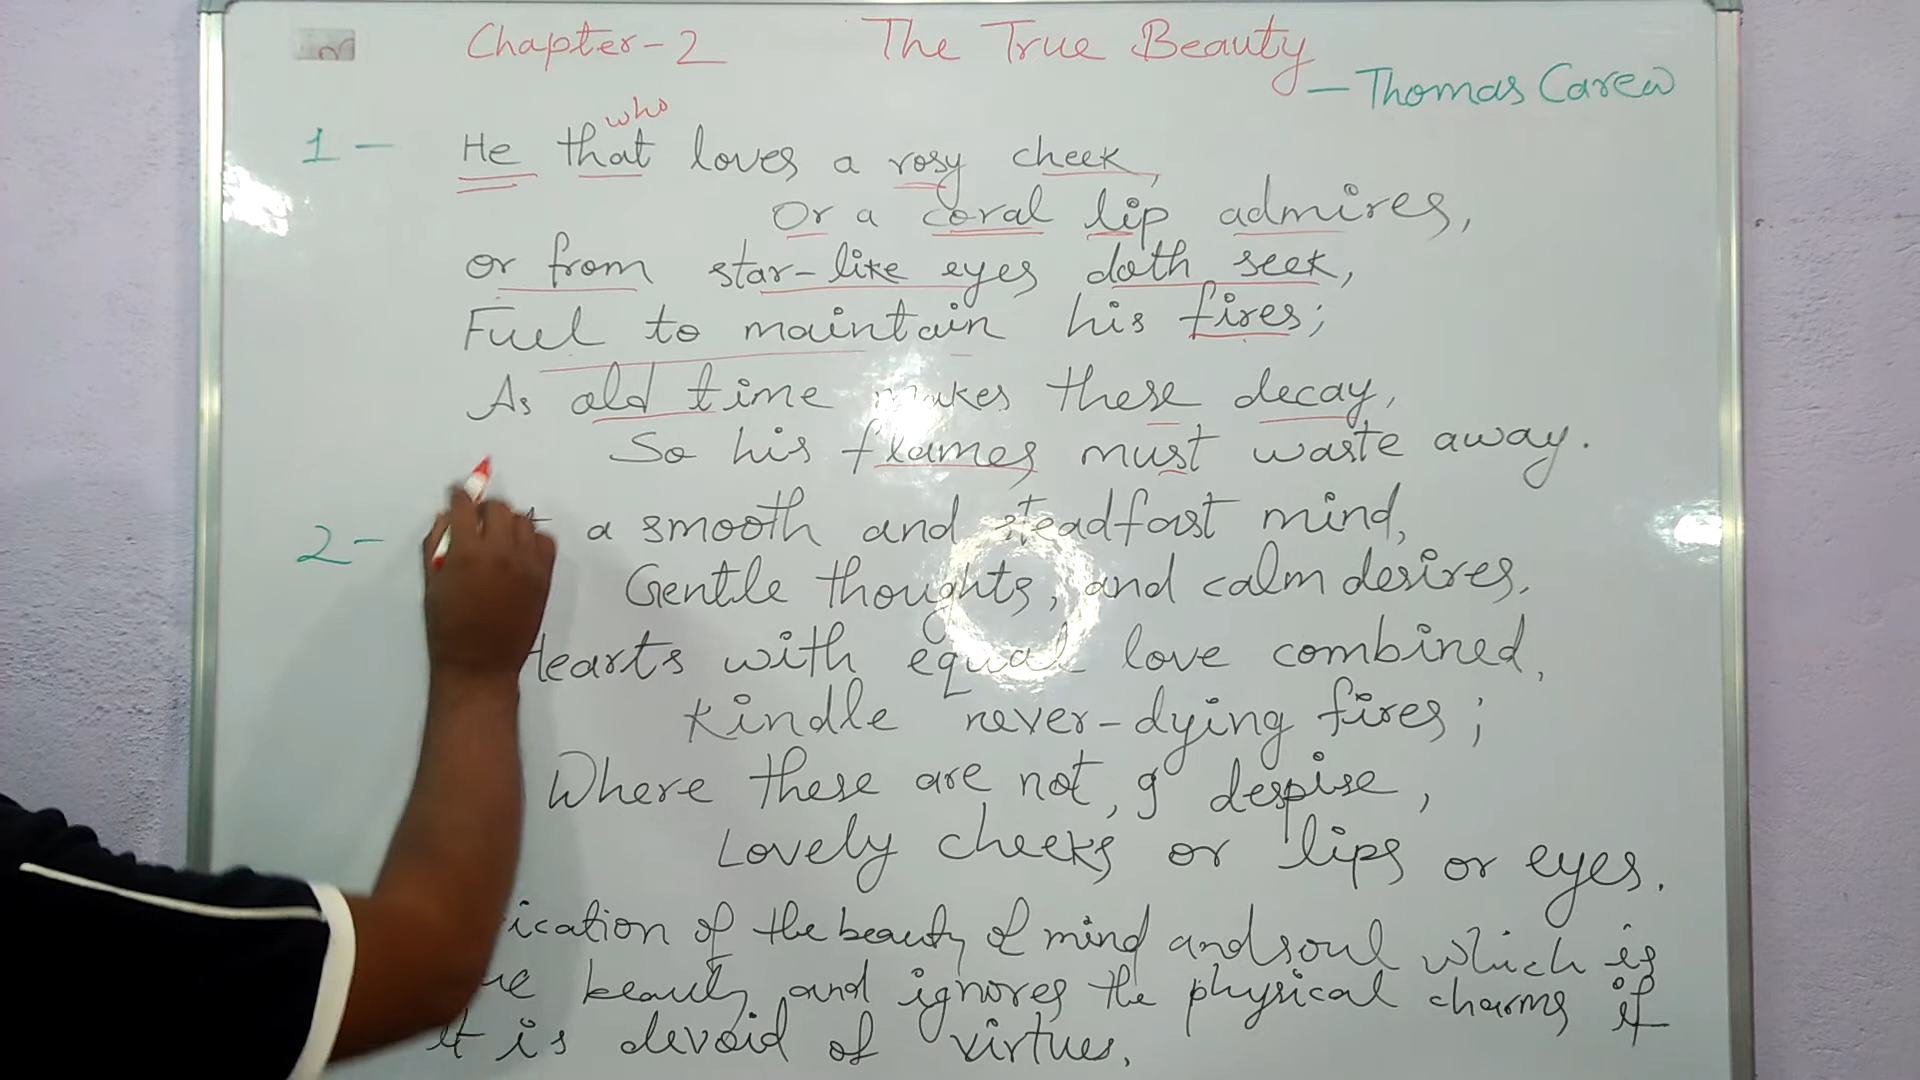 Chapter-2 The True Beauty
- Thomas Carew
who
1 - He that loves a rosy cheek,
Or a coral lip admires,
or from star-like eyes doth seek,
Fuel to maintain his fires;
As old time makes these decay,
So his flames must waste away.
2- a smooth and steadfast mind,
Gentle thoughts, and calm desires,
Hearts with equal love combined,
Kindle never-dying fires;
Where these are not, I despise,
Lovely cheeks or lips or eyes.
of the beauty of mind and soul which is
beauty and ignores the physical charms if
it is devoid of virtues.